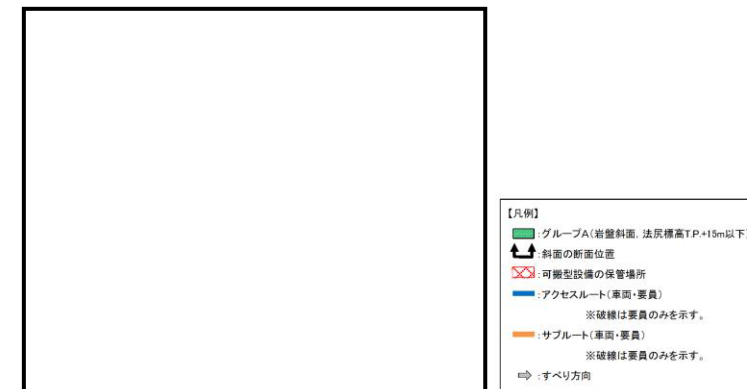 【凡例】
:グループA(岩盤斜面, 法尻標高T.P.+15m以下)
:斜面の断面位置
:可搬型設備の保管場所
:アクセスルート(車両・要員)
※破線は要員のみを示す。
:サブルート(車両・要員)
※破線は要員のみを示す。
:すべり方向